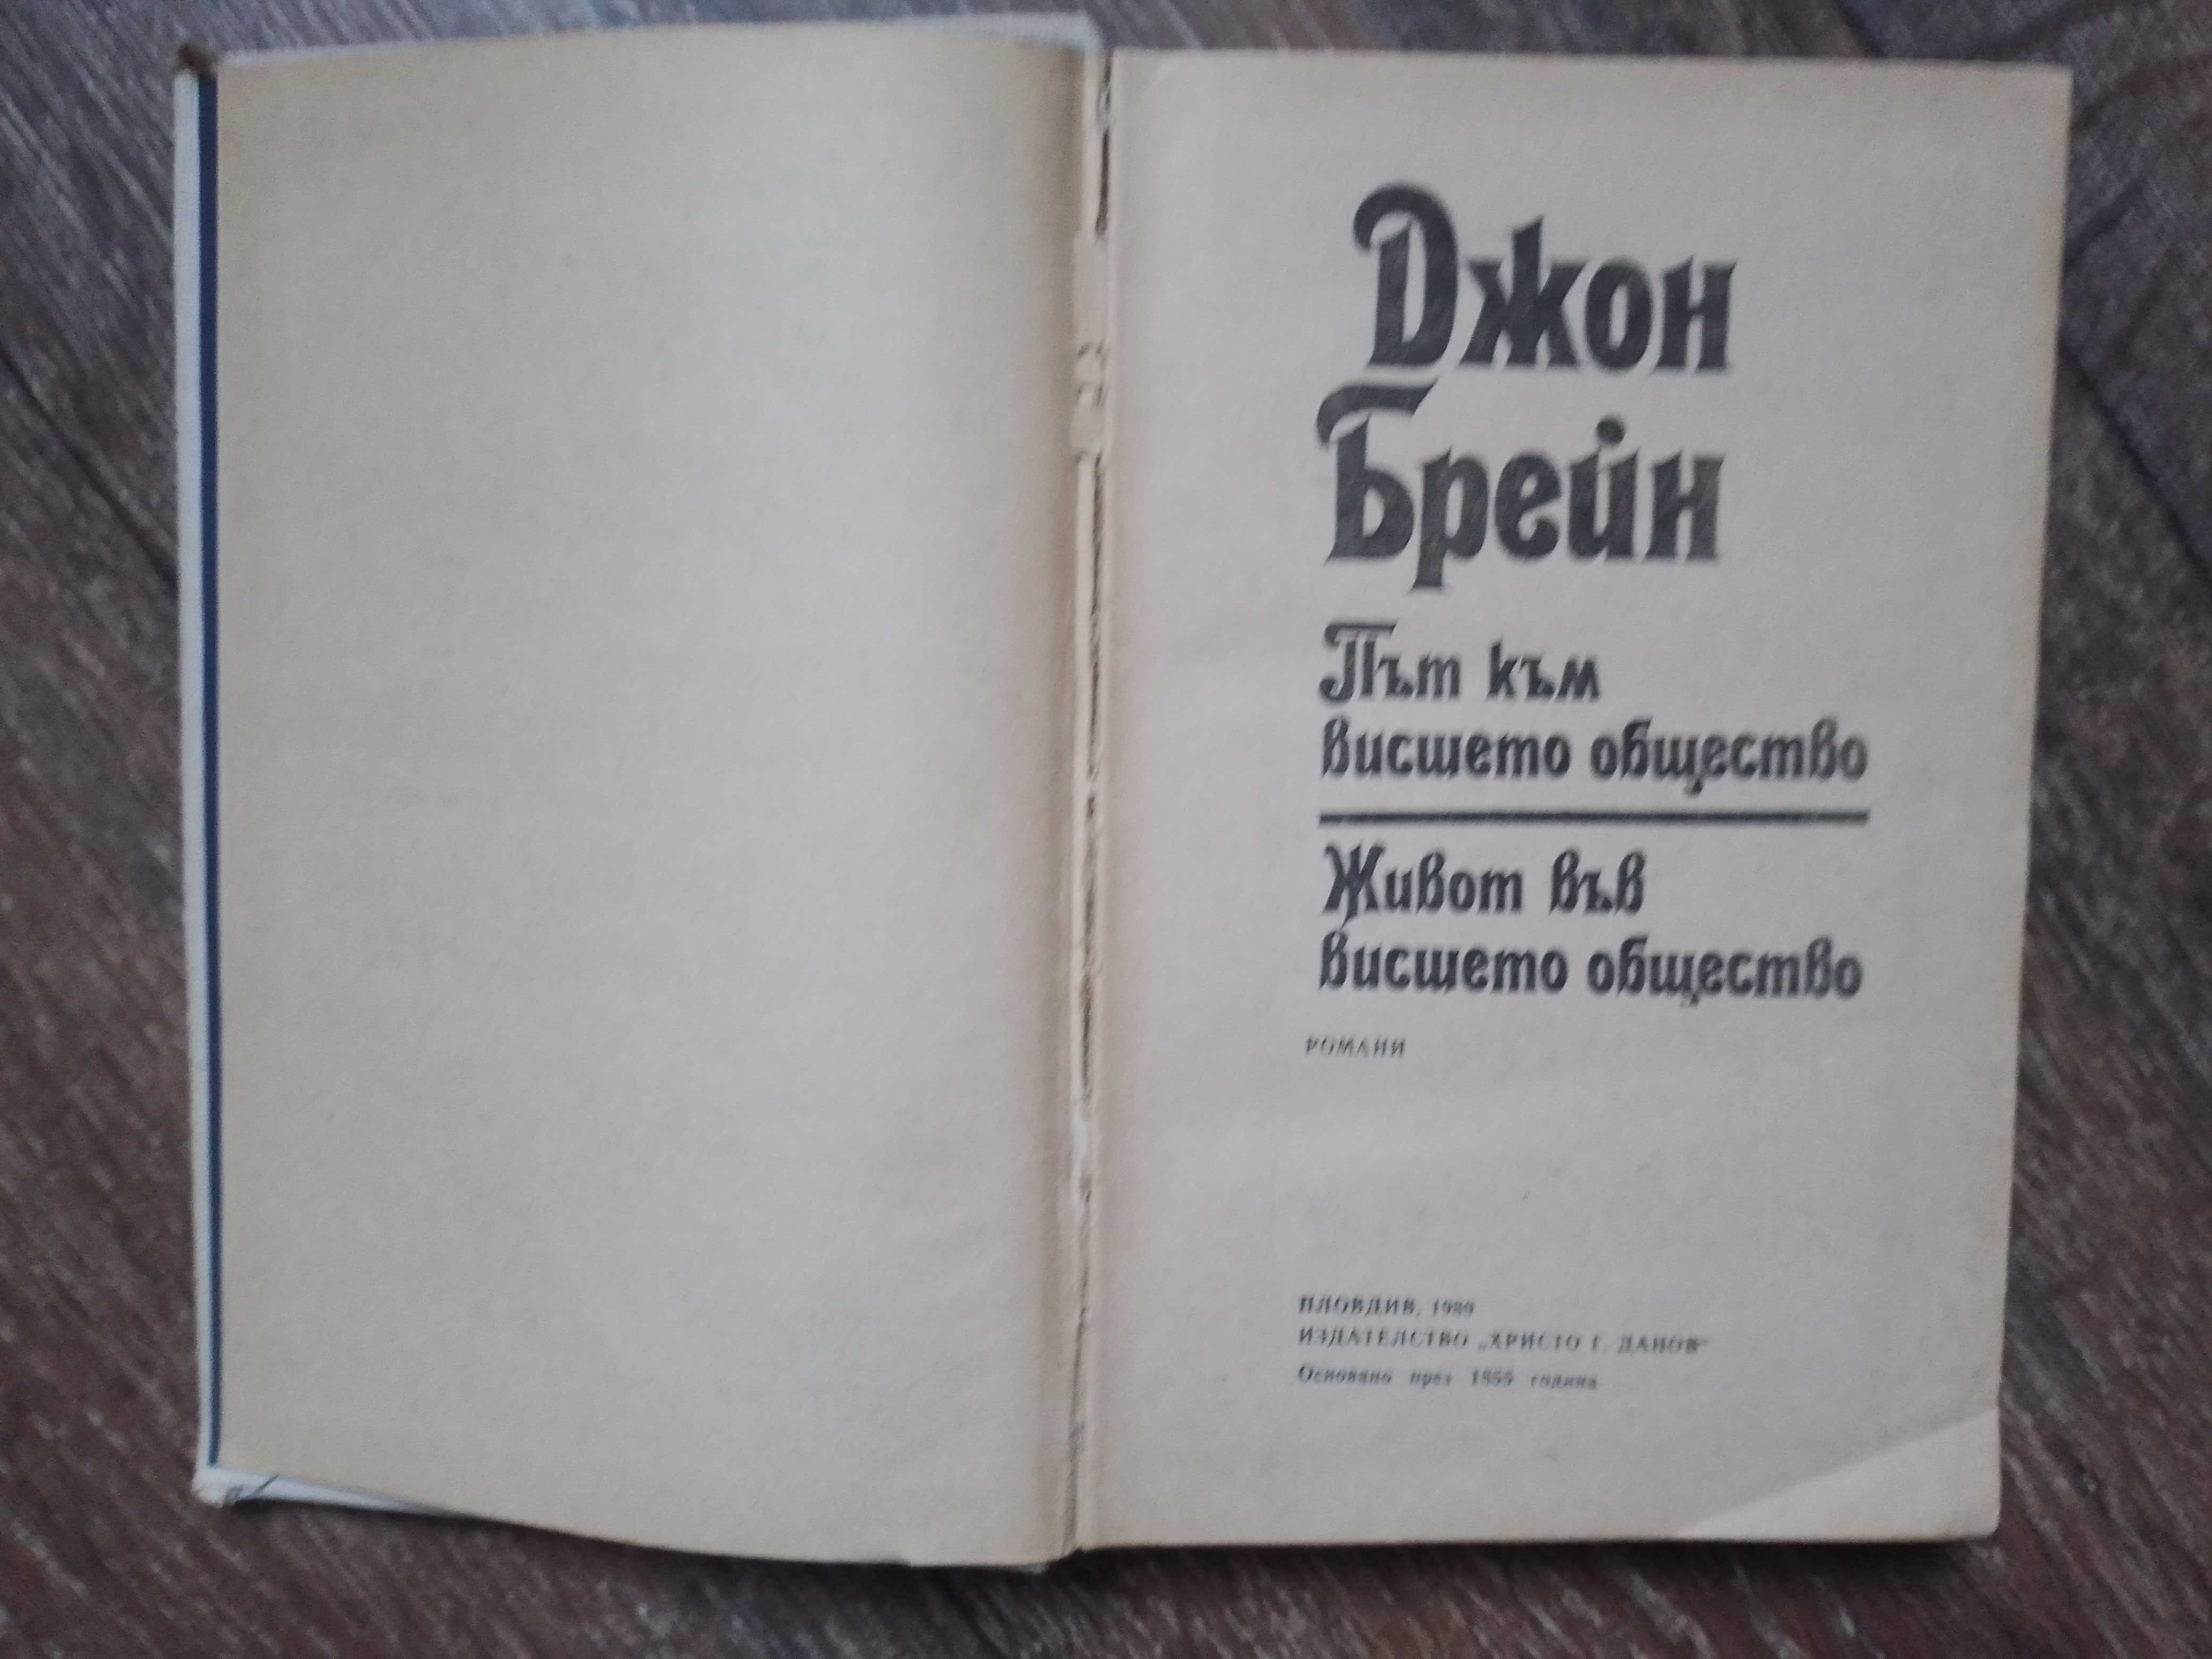 Джон
Брейн
Път към
висшето общество
Живот във
висшето общество
РОМАНИ
ПЛОВДИВ, 1989
ИЗДАТЕЛСТВО „ХРИСТО Г. ДАНОВ“
Основано през 1855 година